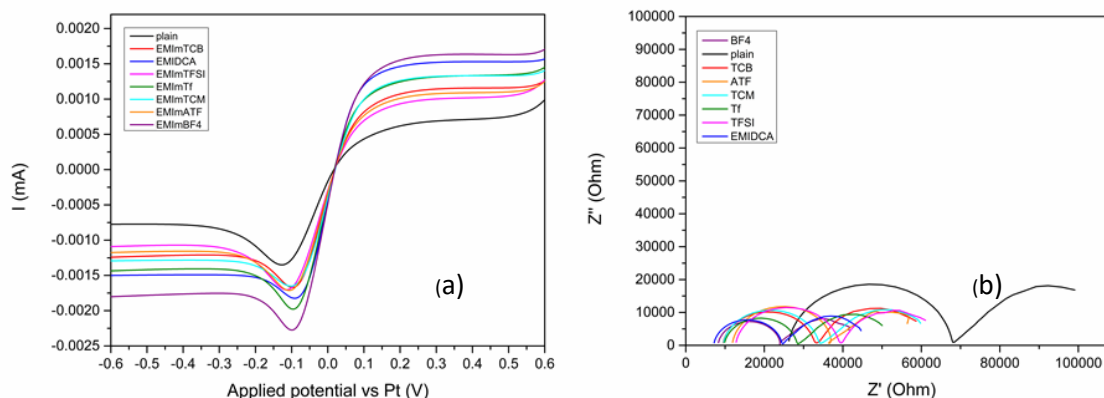 0.0020
0.0015
0.0010
0.0005
0.0000
-0.0005
-0.0010
-0.0015
-0.0020
-0.0025
I (mA)
plain
EMImTCB
EMIDCA
EMImTFSI
EMImTf
EMImTCM
EMImATF
EMImBF4
(a)
-0.6 -0.5 -0.4 -0.3 -0.2 -0.1 0.0 0.1 0.2 0.3 0.4 0.5 0.6
Applied potential vs Pt (V)
100000
90000
80000
70000
60000
50000
40000
30000
20000
10000
0
Z'' (Ohm)
BF4
plain
TCB
ATF
TCM
Tf
TFSI
EMIDCA
(b)
0 20000 40000 60000 80000 100000
Z' (Ohm)